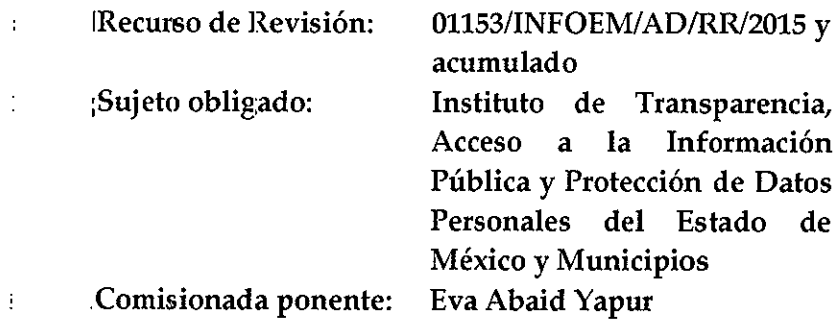 Recurso de Revisión: 01153/INFOEM/AD/RR/2015 y
acumulado
Sujeto obligado: Instituto de Transparencia,
Acceso a la Información
Pública y Protección de Datos
Personales del Estado de
México y Municipios
Comisionada ponente: Eva Abaid Yapur